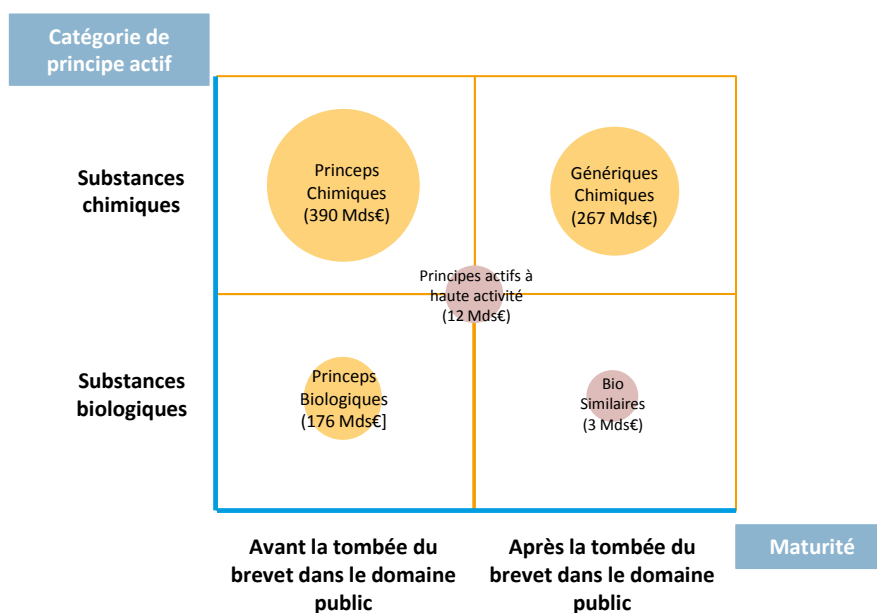 Catégorie de
principe actif
Substances
chimiques
Princeps
Chimiques
(390 Mds€)
Génériques
Chimiques
(267 Mds€)
Principes actifs à
haute activité
(12 Mds€)
Substances
biologiques
Princeps
Biologiques
(176 Mds€]
Bio
Similaires
(3 Mds€)
Avant la tombée du
brevet dans le domaine
public
Après la tombée du
brevet dans le domaine
public
Maturité